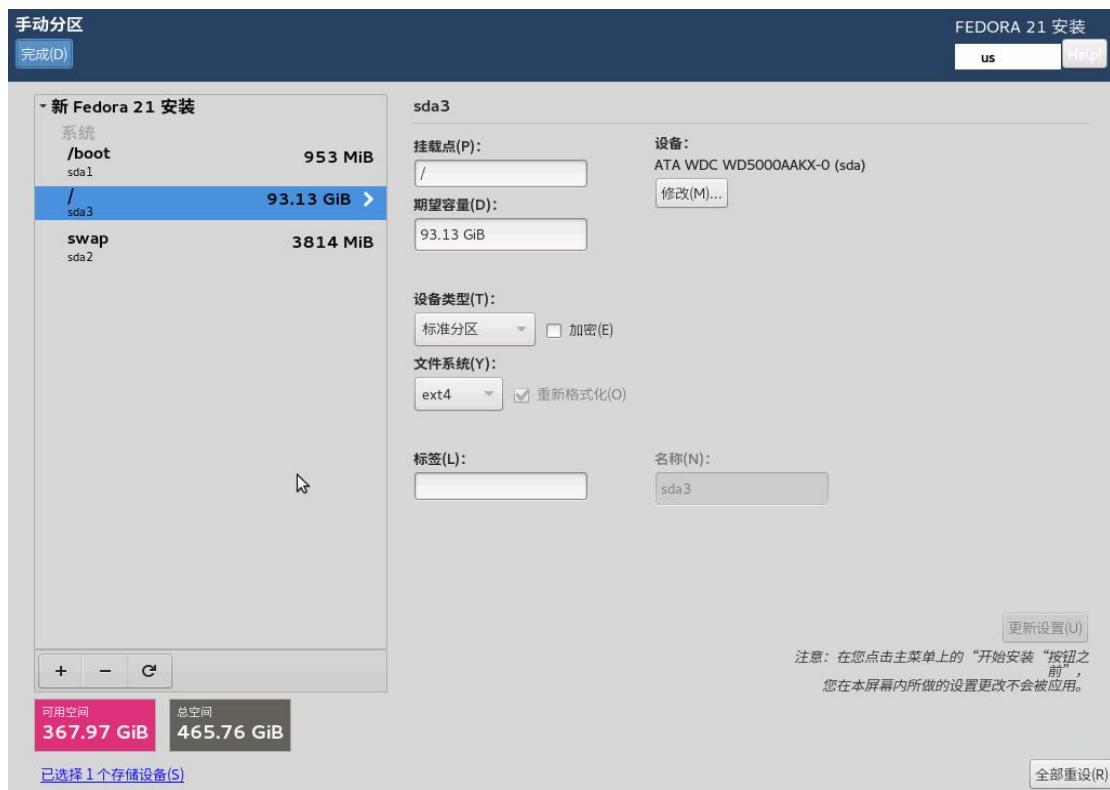 手动分区
FEDORA 21 安装
完成(D)
us
Help!
新 Fedora 21 安装
系统
/boot
953 MiB
sda1
/
93.13 GiB
sda3
swap
3814 MiB
sda2
sda3
挂载点(P)：
/
设备：
ATA WDC WD5000AAKX-0 (sda)
修改(M)...
期望容量(D)：
93.13 GiB
设备类型(T)：
标准分区
加密(E)
文件系统(Y)：
ext4
重新格式化(O)
标签(L)：
名称(N)：
sda3
更新设置(U)
注意：在您点击主菜单上的“开始安装“按钮之
前”，
您在本屏幕内所做的设置更改不会被应用。
+ −
可用空间
367.97 GiB
总空间
465.76 GiB
已选择 1 个存储设备(S)
全部重设(R)